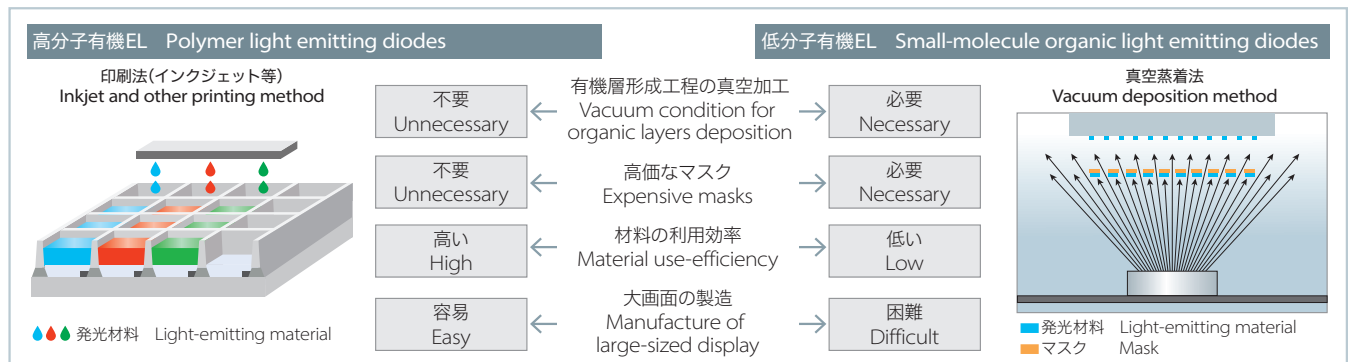 高分子有機EL Polymer light emitting diodes
低分子有機EL Small-molecule organic light emitting diodes
印刷法(インクジェット等)
Inkjet and other printing method
発光材料 Light-emitting material
不要
Unnecessary
有機層形成工程の真空加工
Vacuum condition for
organic layers deposition
必要
Necessary
不要
Unnecessary
高価なマスク
Expensive masks
必要
Necessary
高い
High
材料の利用効率
Material use-efficiency
低い
Low
容易
Easy
大画面の製造
Manufacture of
large-sized display
困難
Difficult
真空蒸着法
Vacuum deposition method
発光材料 Light-emitting material
マスク Mask